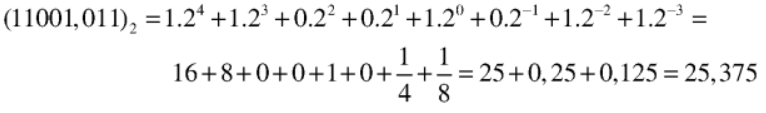 (11001,011)₂ = 1.2⁴ + 1.2³ + 0.2² + 0.2¹ + 1.2⁰ + 0.2⁻¹ + 1.2⁻² + 1.2⁻³ =
16 + 8 + 0 + 0 + 1 + 0 + 1/4 + 1/8 = 25 + 0,25 + 0,125 = 25,375